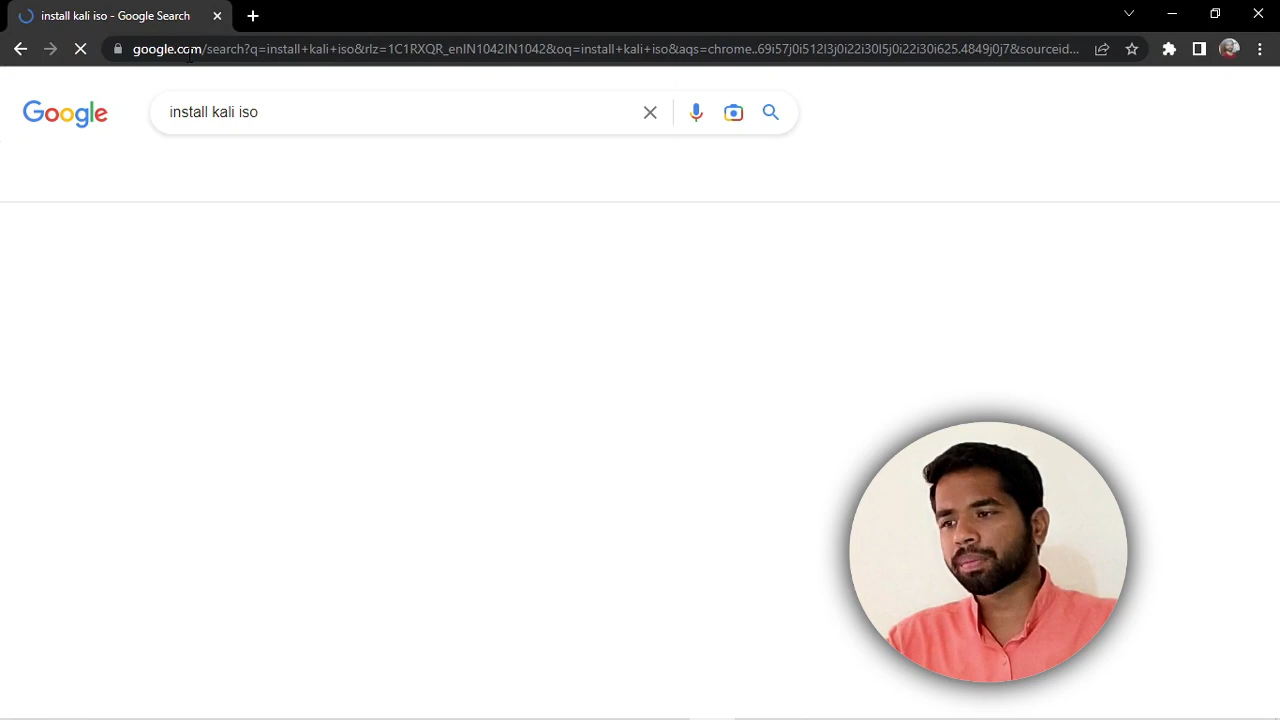 install kali iso - Google Search
google.com/search?q=install+kali+iso&rlz=1C1RXQR_enIN1042IN1042&oq=install+kali+iso&aqs=chrome..69i57j0i512l3j0i22i30l5j0i22i30i625.4849j0j7&sourceid...
Google
install kali iso